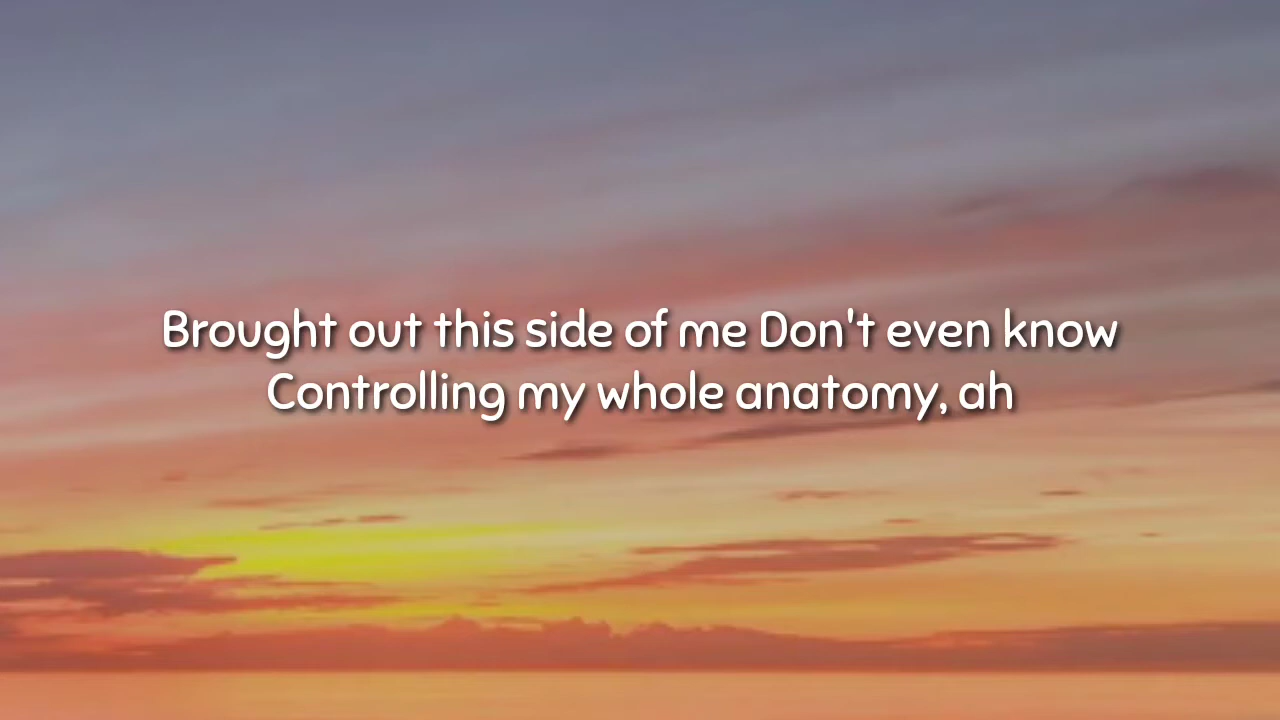 Brought out this side of me Don't even know
Controlling my whole anatomy, ah